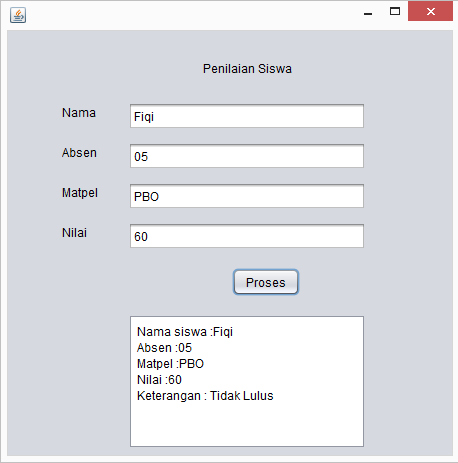 Penilaian Siswa
Nama Fiqi
Absen 05
Matpel PBO
Nilai 60
Proses
Nama siswa :Fiqi
Absen :05
Matpel :PBO
Nilai :60
Keterangan : Tidak Lulus